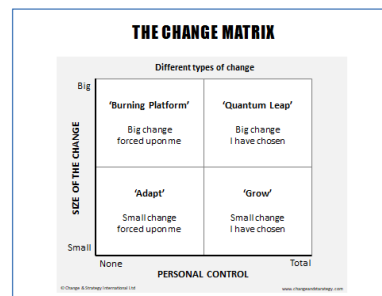 THE CHANGE MATRIX
Different types of change
Big
'Burning Platform'
Big change
forced upon me
'Quantum Leap'
Big change
I have chosen
SIZE OF THE CHANGE
'Adapt'
Small change
forced upon me
'Grow'
Small change
I have chosen
Small
None
Total
PERSONAL CONTROL
© Change & Strategy International Ltd
www.changeandstrategy.com